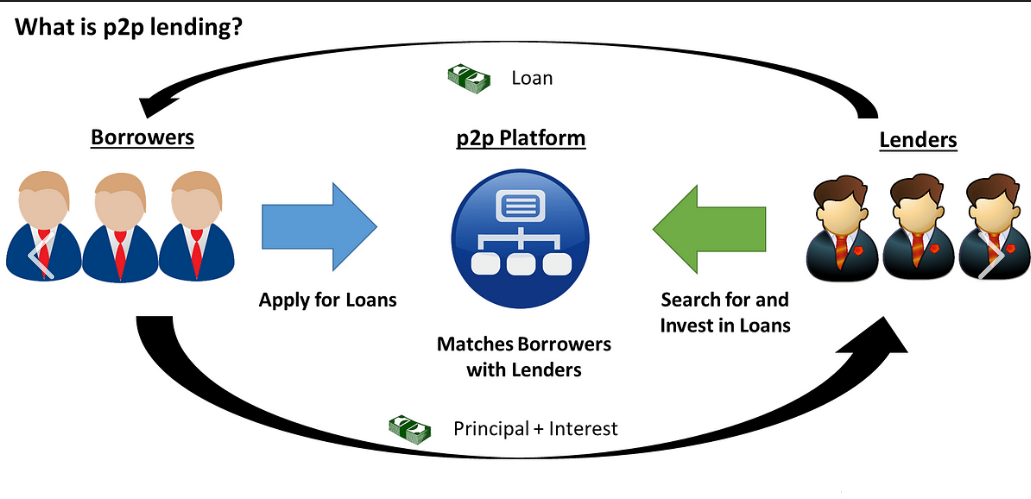 What is p2p lending?
Loan
Borrowers
p2p Platform
Lenders
Apply for Loans
Search for and
Invest in Loans
Matches Borrowers
with Lenders
Principal + Interest